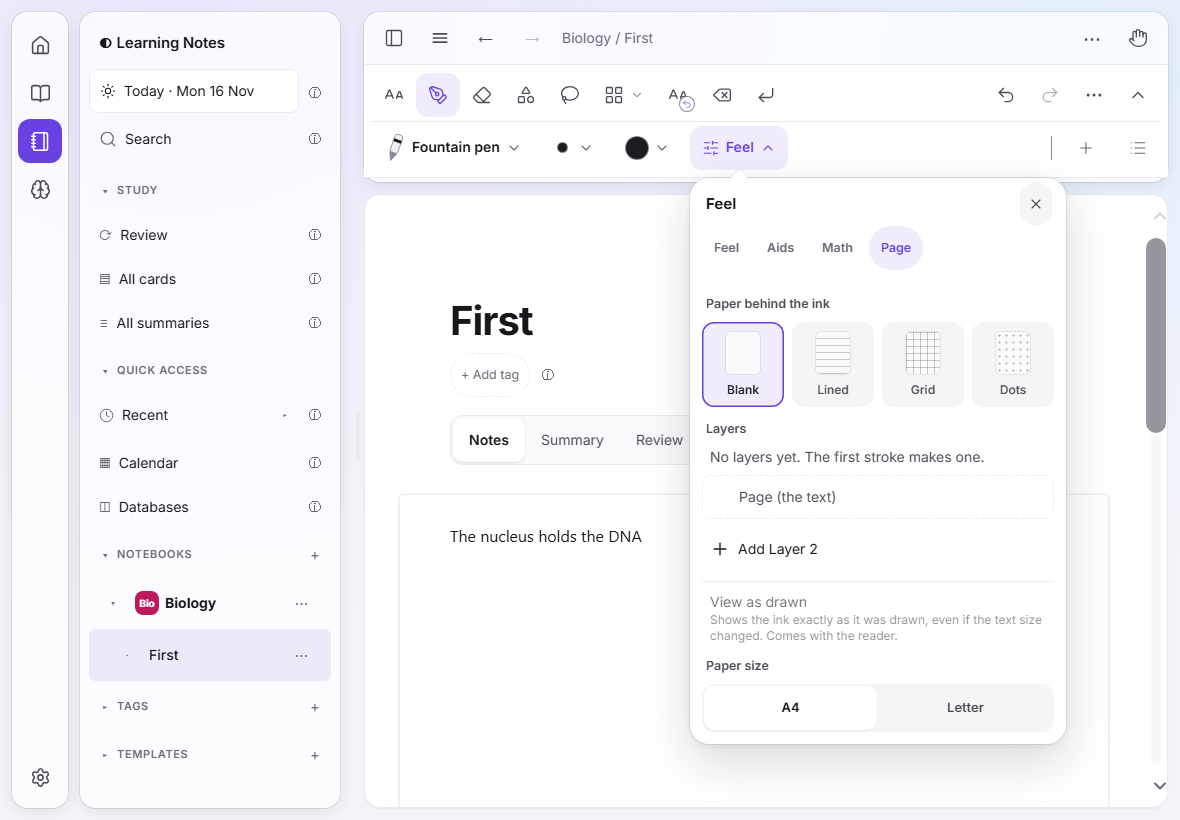 Learning Notes
Today · Mon 16 Nov
Search
STUDY
Review
All cards
All summaries
QUICK ACCESS
Recent
Calendar
Databases
NOTEBOOKS
Bio Biology
First
TAGS
TEMPLATES
Biology / First
AA
AA
Fountain pen
Feel
First
+ Add tag
Notes Summary Review
The nucleus holds the DNA
Feel
Feel Aids Math Page
Paper behind the ink
Blank Lined Grid Dots
Layers
No layers yet. The first stroke makes one.
Page (the text)
Add Layer 2
View as drawn
Shows the ink exactly as it was drawn, even if the text size
changed. Comes with the reader.
Paper size
A4 Letter